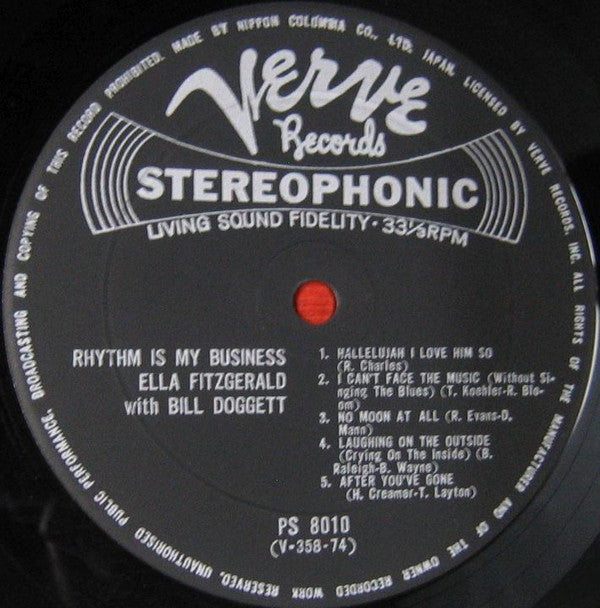 MADE BY NIPPON COLUMBIA CO., LTD. JAPAN. LICENSED BY VERVE RECORDS, INC. ALL RIGHTS OF THE MANUFACTURER AND OF THE OWNER RECORDED WORK RESERVED. UNAUTHORISED PUBLIC PERFORMANCE, BROADCASTING AND COPYING OF THIS RECORD PROHIBITED.
Verve
Records
STEREOPHONIC
LIVING SOUND FIDELITY · 33⅓RPM
RHYTHM IS MY BUSINESS
ELLA FITZGERALD
with BILL DOGGETT
1. HALLELUJAH I LOVE HIM SO
(R. Charles)
2. I CAN'T FACE THE MUSIC (Without Si-
nging The Blues) (T. Koehler-R. Blo-
om)
3. NO MOON AT ALL (R. Evans-D.
Mann)
4. LAUGHING ON THE OUTSIDE
(Crying On The Inside) (B.
Raleigh-B. Wayne)
5. AFTER YOU'VE GONE
(H. Creamer-T. Layton)
PS 8010
(V-358-74)